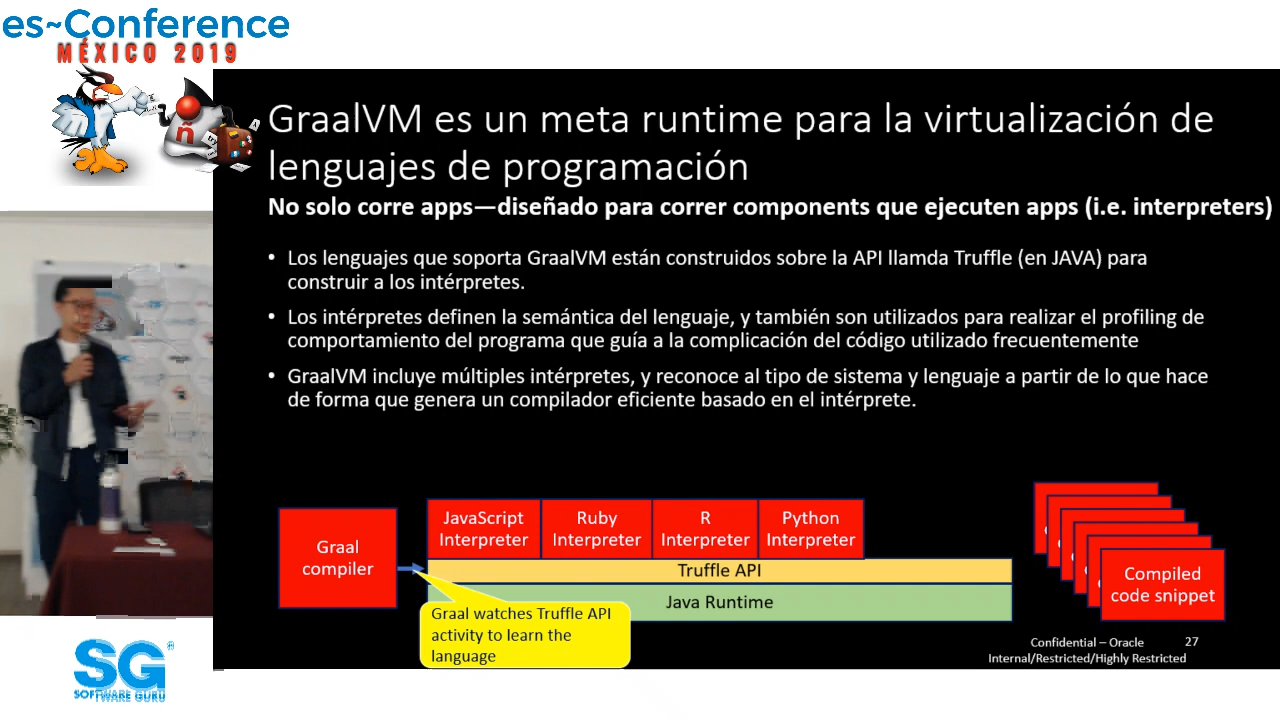 es~Conference
MÉXICO 2019
ñ
GraalVM es un meta runtime para la virtualización de
lenguajes de programación
No solo corre apps—diseñado para correr components que ejecuten apps (i.e. interpreters)
• Los lenguajes que soporta GraalVM están construidos sobre la API llamda Truffle (en JAVA) para
construir a los intérpretes.
• Los intérpretes definen la semántica del lenguaje, y también son utilizados para realizar el profiling de
comportamiento del programa que guía a la complicación del código utilizado frecuentemente
• GraalVM incluye múltiples intérpretes, y reconoce al tipo de sistema y lenguaje a partir de lo que hace
de forma que genera un compilador eficiente basado en el intérprete.
Graal
compiler
JavaScript
Interpreter
Ruby
Interpreter
R
Interpreter
Python
Interpreter
Truffle API
Java Runtime
Graal watches Truffle API
activity to learn the
language
Compiled
code snippet
Confidential – Oracle
Internal/Restricted/Highly Restricted
27
SG
SOFTWARE GURU